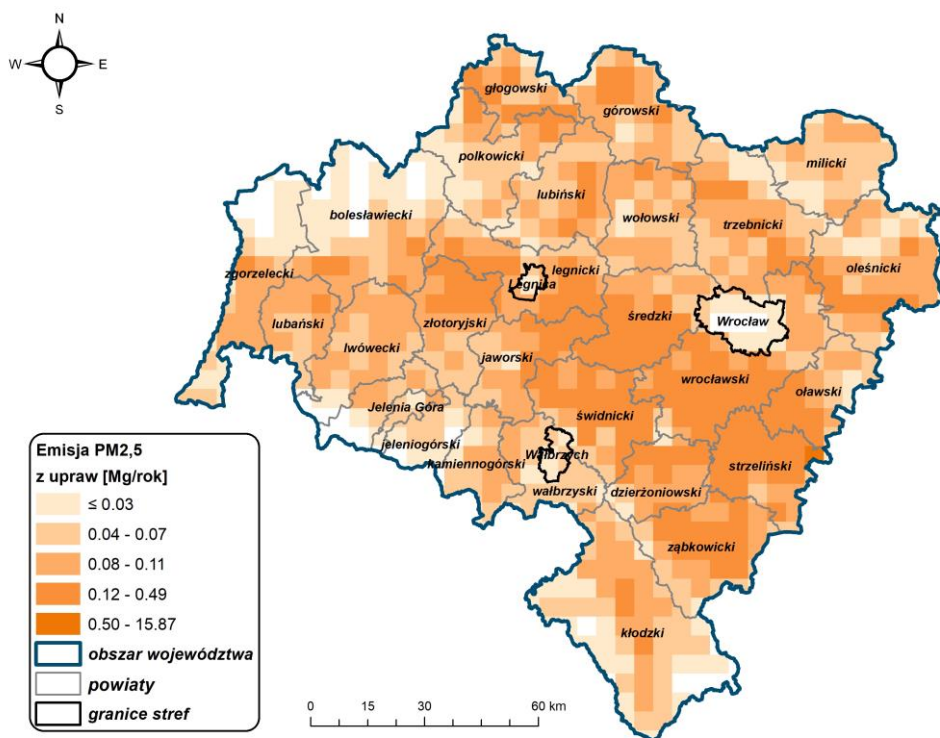 N
W E
S
głogowski
górowski
polkowicki
milicki
lubiński
bolesławiecki
wołowski
trzebnicki
zgorzelecki
legnicki
oleśnicki
Legnica
lubański
złotoryjski
średzki
Wrocław
lwówecki
jaworski
wrocławski
oławski
Jelenia Góra
świdnicki
jeleniogórski
Wałbrzych
kamiennogórski
strzeliński
wałbrzyski
dzierżoniowski
ząbkowicki
kłodzki
Emisja PM2,5
z upraw [Mg/rok]
≤ 0.03
0.04 - 0.07
0.08 - 0.11
0.12 - 0.49
0.50 - 15.87
obszar województwa
powiaty
granice stref
0 15 30 60 km